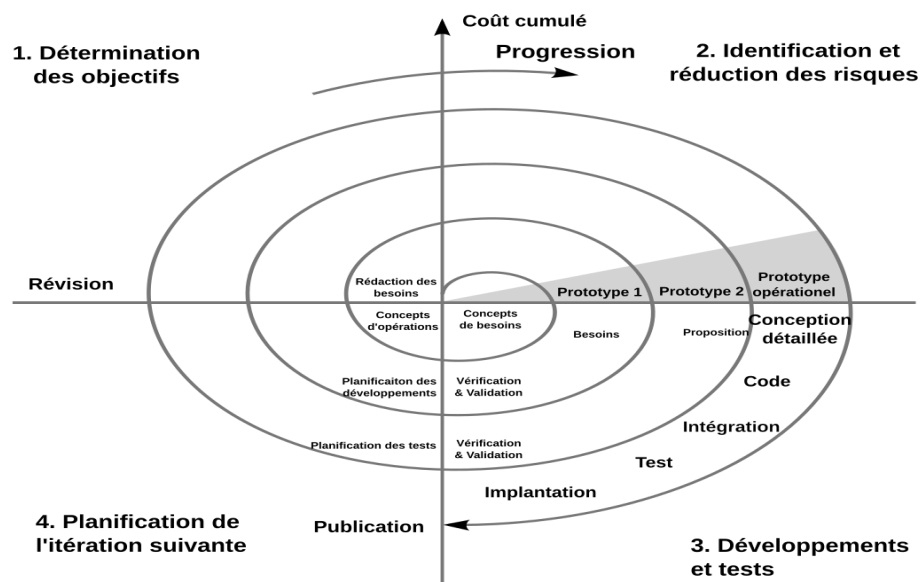 Coût cumulé
1. Détermination
des objectifs
Progression
2. Identification et
réduction des risques
Révision
Rédaction des
besoins
Prototype 1
Prototype 2
Prototype
opérationel
Concepts
d'opérations
Concepts
de besoins
Besoins
Proposition
Conception
détaillée
Code
Planificaiton des
développements
Vérification
& Validation
Intégration
Planification des tests
Vérification
& Validation
Test
Implantation
Publication
4. Planification de
l'itération suivante
3. Développements
et tests